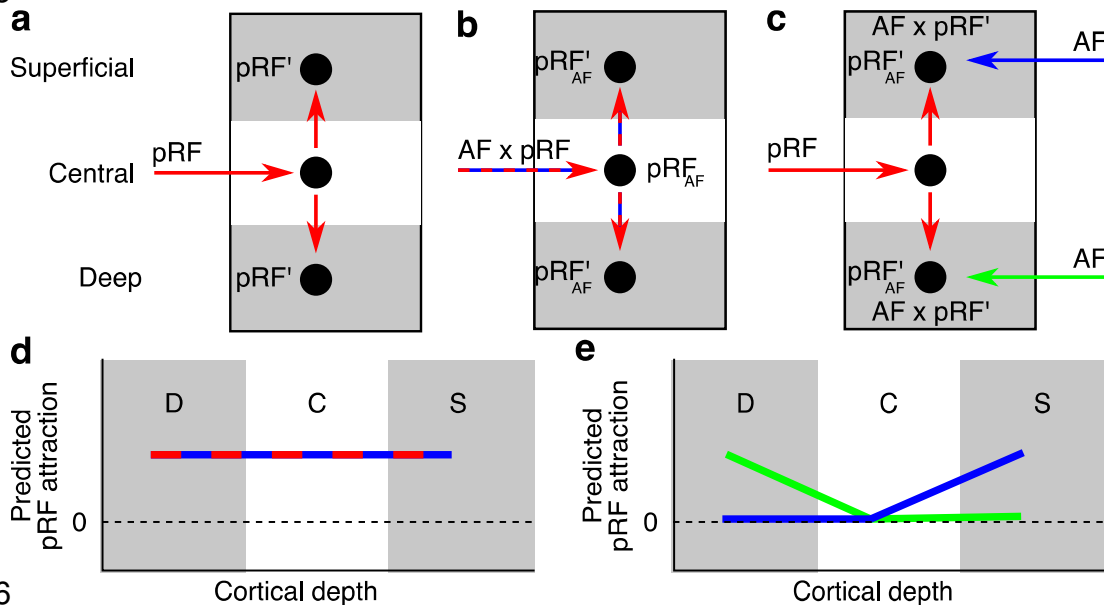 a
Superficial
Central
Deep
pRF'
pRF
pRF'
b
pRF'AF
AF x pRF
pRFAF
pRF'AF
c
AF x pRF'
pRF'AF
AF
pRF
pRF'AF
AF
AF x pRF'
d
Predicted
pRF attraction
0
D C S
Cortical depth
e
Predicted
pRF attraction
0
D C S
Cortical depth
6